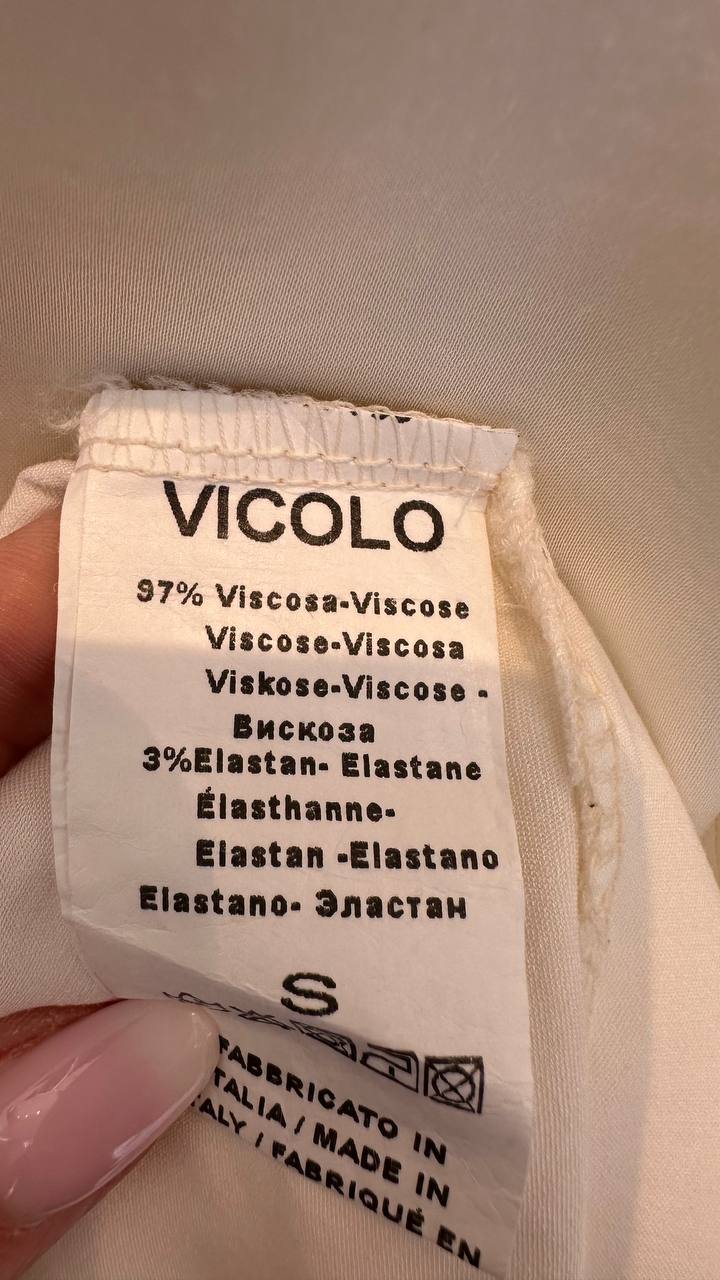 VICOLO
97% Viscosa-Viscose
Viscose-Viscosa
Viskose-Viscose -
Вискоза
3%Elastan- Elastane
Élasthanne-
Elastan -Elastano
Elastano- Эластан
S
FABBRICATO IN
ITALIA / MADE IN
ITALY / FABRIQUÉ EN